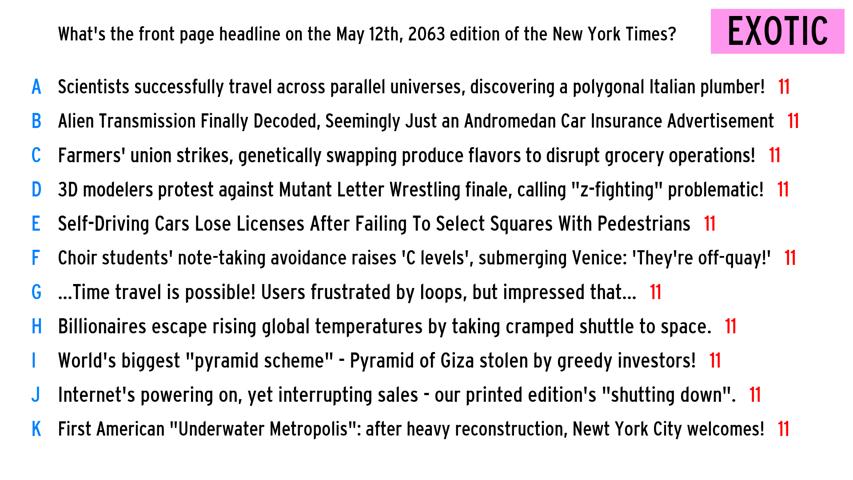 What's the front page headline on the May 12th, 2063 edition of the New York Times?
EXOTIC
A Scientists successfully travel across parallel universes, discovering a polygonal Italian plumber! 11
B Alien Transmission Finally Decoded, Seemingly Just an Andromedan Car Insurance Advertisement 11
C Farmers' union strikes, genetically swapping produce flavors to disrupt grocery operations! 11
D 3D modelers protest against Mutant Letter Wrestling finale, calling "z-fighting" problematic! 11
E Self-Driving Cars Lose Licenses After Failing To Select Squares With Pedestrians 11
F Choir students' note-taking avoidance raises 'C levels', submerging Venice: 'They're off-quay!' 11
G ...Time travel is possible! Users frustrated by loops, but impressed that... 11
H Billionaires escape rising global temperatures by taking cramped shuttle to space. 11
I World's biggest "pyramid scheme" - Pyramid of Giza stolen by greedy investors! 11
J Internet's powering on, yet interrupting sales - our printed edition's "shutting down". 11
K First American "Underwater Metropolis": after heavy reconstruction, Newt York City welcomes! 11